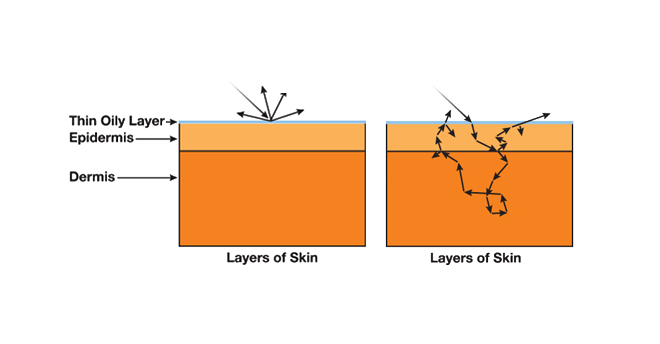 Thin Oily Layer
Epidermis
Dermis
Layers of Skin
Layers of Skin